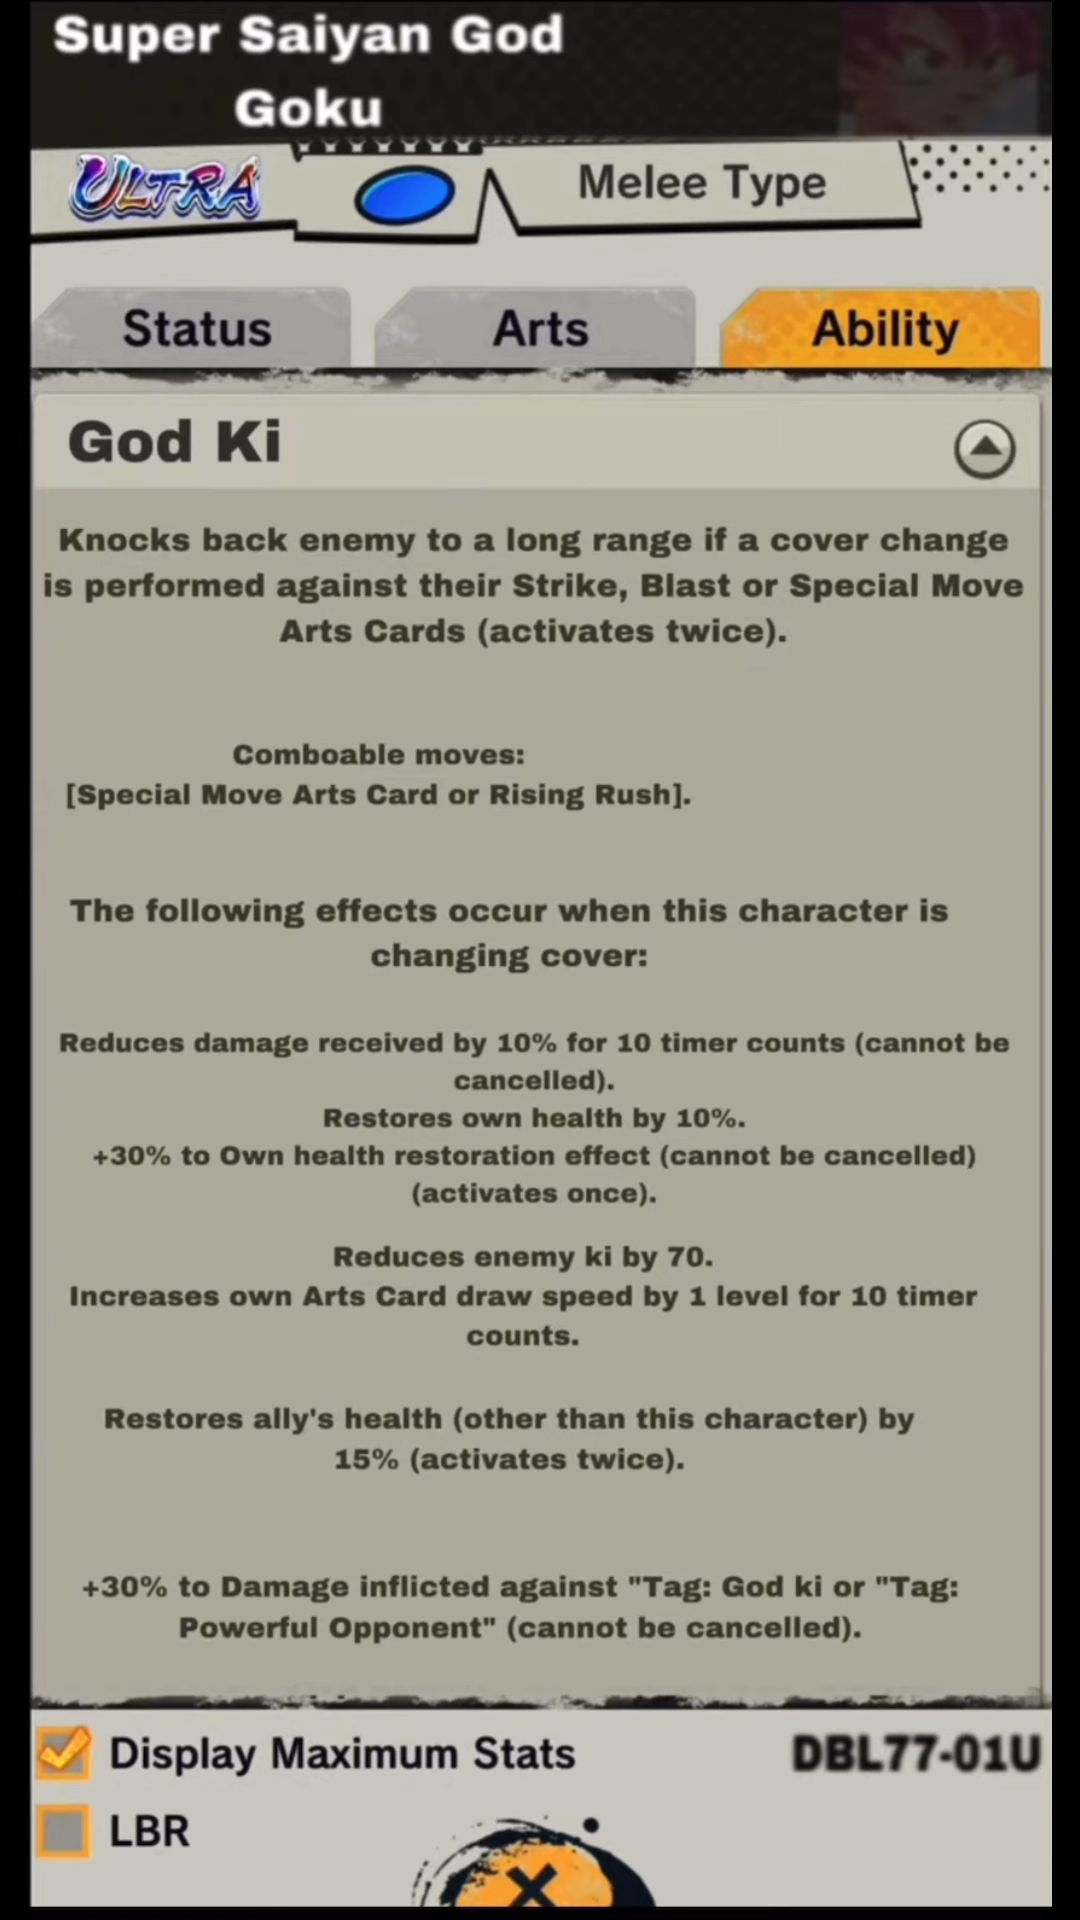 Super Saiyan God
Goku
ULTRA
Melee Type
Status
Arts
Ability
God Ki
Knocks back enemy to a long range if a cover change
is performed against their Strike, Blast or Special Move
Arts Cards (activates twice).
Comboable moves:
[Special Move Arts Card or Rising Rush].
The following effects occur when this character is
changing cover:
Reduces damage received by 10% for 10 timer counts (cannot be
cancelled).
Restores own health by 10%.
+30% to Own health restoration effect (cannot be cancelled)
(activates once).
Reduces enemy ki by 70.
Increases own Arts Card draw speed by 1 level for 10 timer
counts.
Restores ally's health (other than this character) by
15% (activates twice).
+30% to Damage inflicted against "Tag: God ki or "Tag:
Powerful Opponent" (cannot be cancelled).
Display Maximum Stats
DBL77-01U
LBR